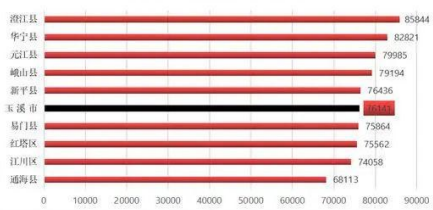 澄江县 85844
华宁县 82821
元江县 79985
峨山县 79194
新平县 76436
玉溪市 76141
易门县 75864
红塔区 75562
江川区 74058
通海县 68113
0 10000 20000 30000 40000 50000 60000 70000 80000 90000